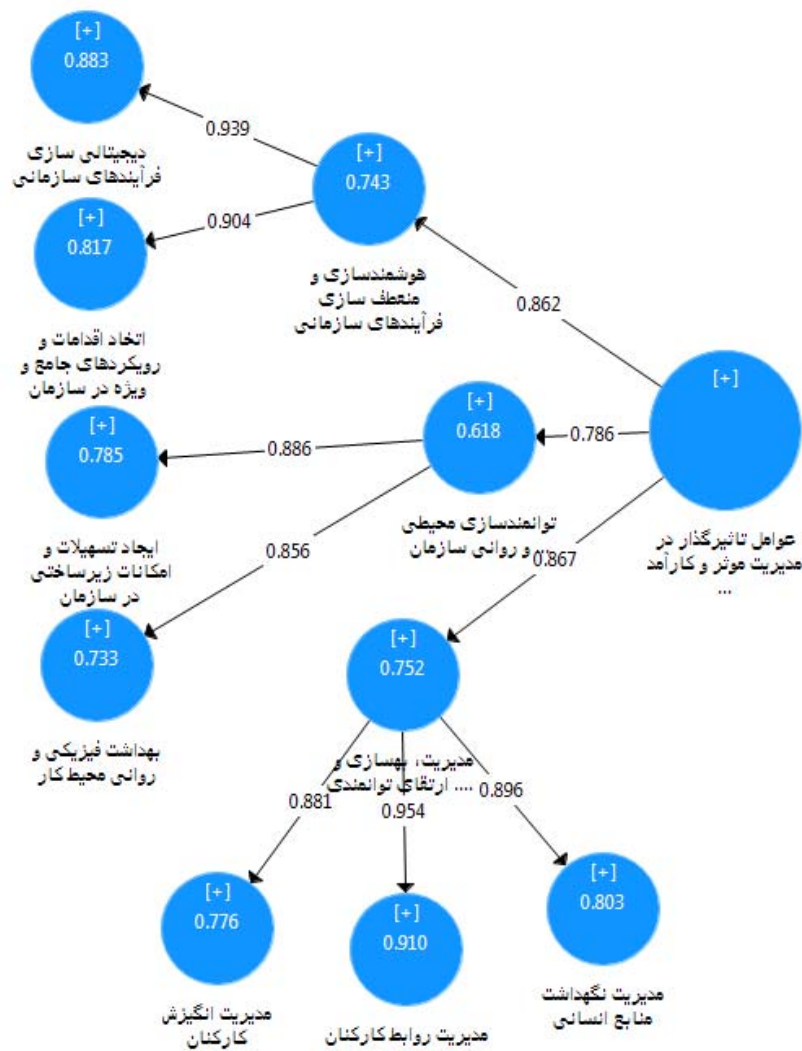 [+]
0.883
دیجیتالی سازی
فرآیندهای سازمانی
0.939
[+]
0.743
هوشمندسازی و
منعطف سازی
فرآیندهای سازمانی
0.904
[+]
0.817
اتخاذ اقدامات و
رویکردهای جامع و
ویژه در سازمان
0.862
[+]
عوامل تاثیرگذار در
مدیریت موثر و کارآمد
...
0.786
[+]
0.618
توانمندسازی محیطی
و روانی سازمان
0.886
[+]
0.785
ایجاد تسهیلات و
امکانات زیرساختی
در سازمان
0.856
[+]
0.733
بهداشت فیزیکی و
روانی محیط کار
0.867
[+]
0.752
مدیریت، بهسازی و
ارتقای توانمندی ....
0.881
0.954
0.896
[+]
0.776
مدیریت انگیزش
کارکنان
[+]
0.910
مدیریت روابط کارکنان
[+]
0.803
مدیریت نگهداشت
منابع انسانی